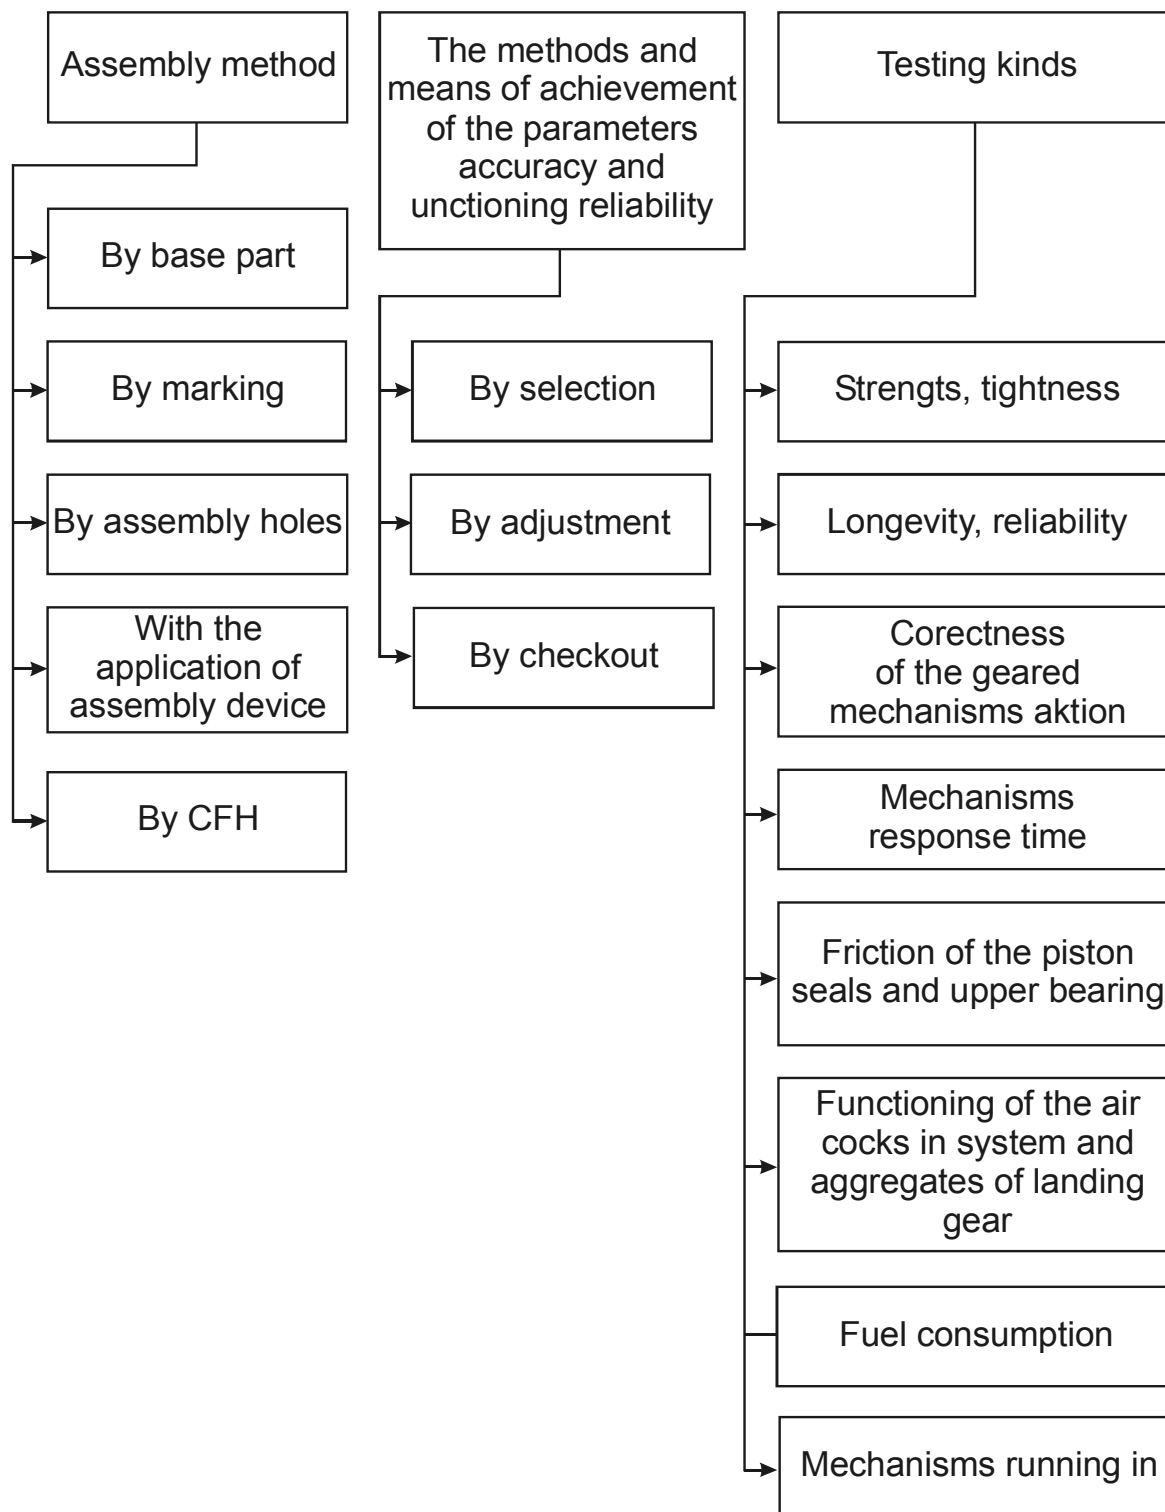 Assembly method
By base part
By marking
By assembly holes
With the
application of
assembly device
By CFH
The methods and
means of achievement
of the parameters
accuracy and
unctioning reliability
By selection
By adjustment
By checkout
Testing kinds
Strengts, tightness
Longevity, reliability
Corectness
of the geared
mechanisms aktion
Mechanisms
response time
Friction of the piston
seals and upper bearing
Functioning of the air
cocks in system and
aggregates of landing
gear
Fuel consumption
Mechanisms running in